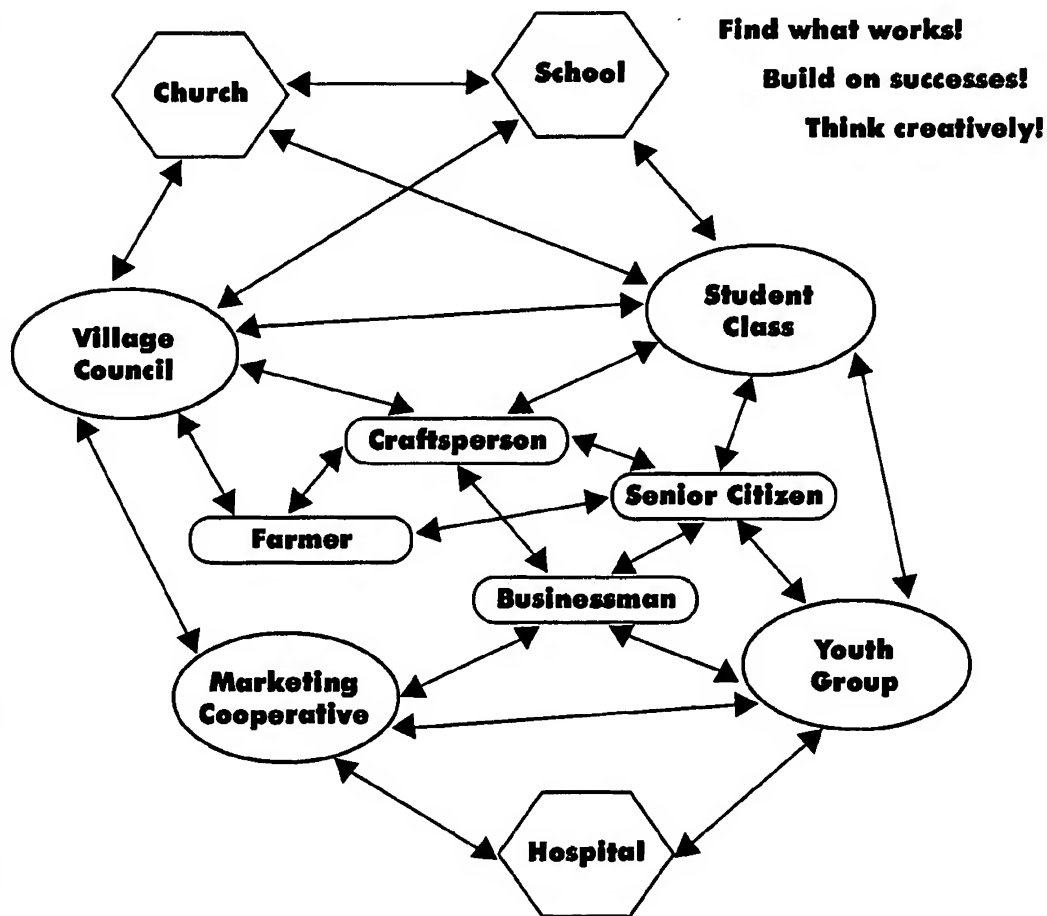 Find what works!
School
Build on successes!
Church
Think creatively!
Student
Class
Village
Council
Craftsperson
Senior Citizen
Farmer
Businessman
Youth
Group
Marketing
Cooperative
Hospital